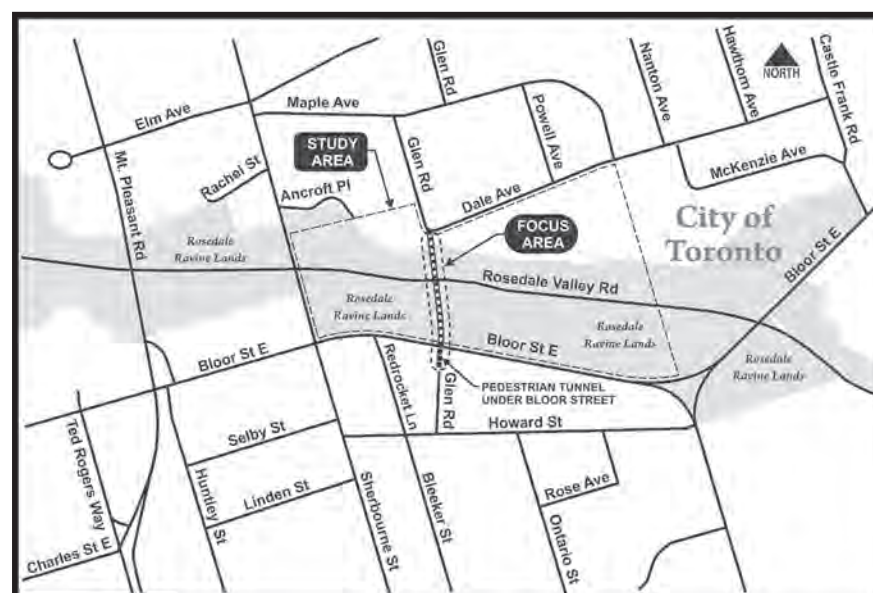 Glen Rd
Nanton Ave
Hawthorn Ave
Castle Frank Rd
NORTH
Elm Ave
Maple Ave
Powell Ave
STUDY
AREA
Glen Rd
Mt. Pleasant Rd
Rachel St
Ancroft Pl
McKenzie Ave
Dale Ave
FOCUS
AREA
City of
Toronto
Rosedale
Ravine Lands
Bloor St E
Rosedale Valley Rd
Rosedale
Ravine Lands
Rosedale
Ravine Lands
Bloor St E
Bloor St E
Rosedale
Ravine Lands
Redrocket Ln
Glen Rd
PEDESTRIAN TUNNEL
UNDER BLOOR STREET
Howard St
Selby St
Ted Rogers Way
Huntley St
Linden St
Sherbourne St
Bleeker St
Rose Ave
Ontario St
Charles St E